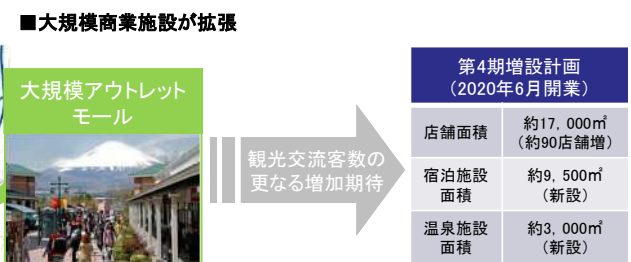 ■大規模商業施設が拡張
大規模アウトレット
モール
観光交流客数の
更なる増加期待
第4期増設計画
（2020年6月開業）
店舗面積
約17，000㎡
（約90店舗増）
宿泊施設
面積
約9，500㎡
（新設）
温泉施設
面積
約3，000㎡
（新設）